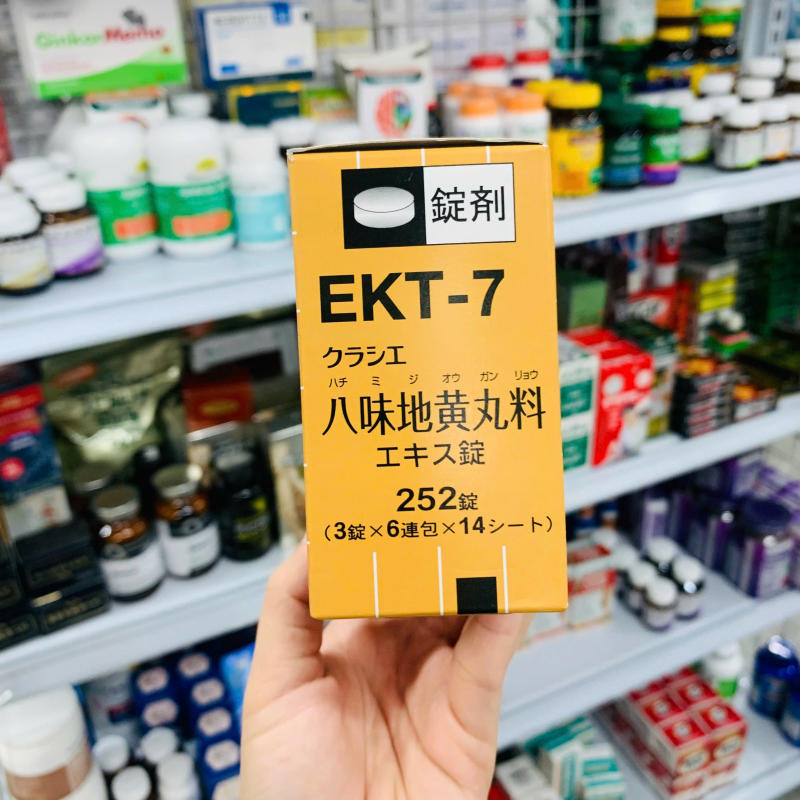 GinkorMama
錠剤
EKT-7
クラシエ
ハチ ミ ジ オウ ガン リョウ
八味地黄丸料
エキス錠
252錠
(3錠×6連包×14シート)